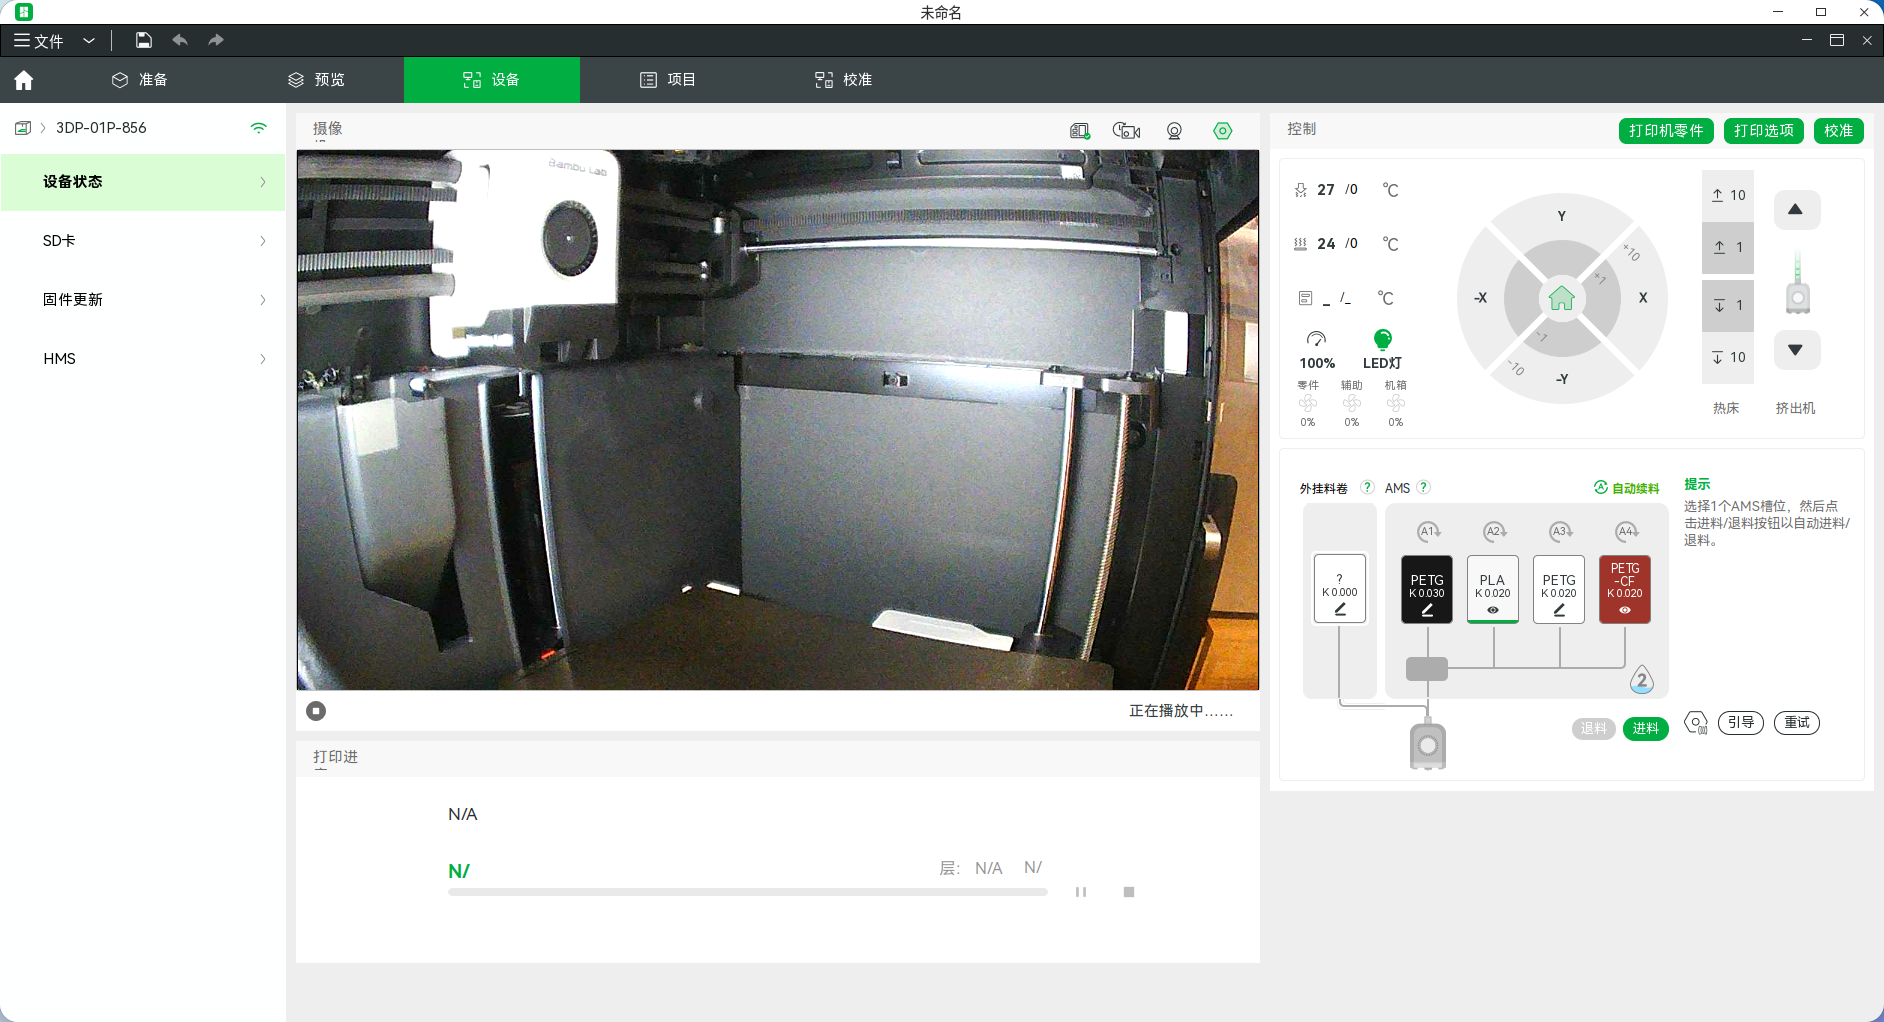 未命名
文件
准备
预览
设备
项目
校准
3DP-01P-856
设备状态
SD卡
固件更新
HMS
摄像
Bambu Lab
正在播放中......
打印进
N/A
N/
层: N/A N/
控制
打印机零件
打印选项
校准
27 /0 ℃
24 /0 ℃
_ /_ ℃
100%
LED灯
零件 辅助 机箱
0% 0% 0%
Y
-X
X
-Y
+10
+1
-1
-10
10
1
1
10
热床
挤出机
外挂料卷 ?
AMS ?
自动续料
A1
A2
A3
A4
?
K 0.000
PETG
K 0.030
PLA
K 0.020
PETG
K 0.020
PETG
-CF
K 0.020
2
退料
进料
提示
选择1个AMS槽位，然后点
击进料/退料按钮以自动进料/
退料。
引导
重试